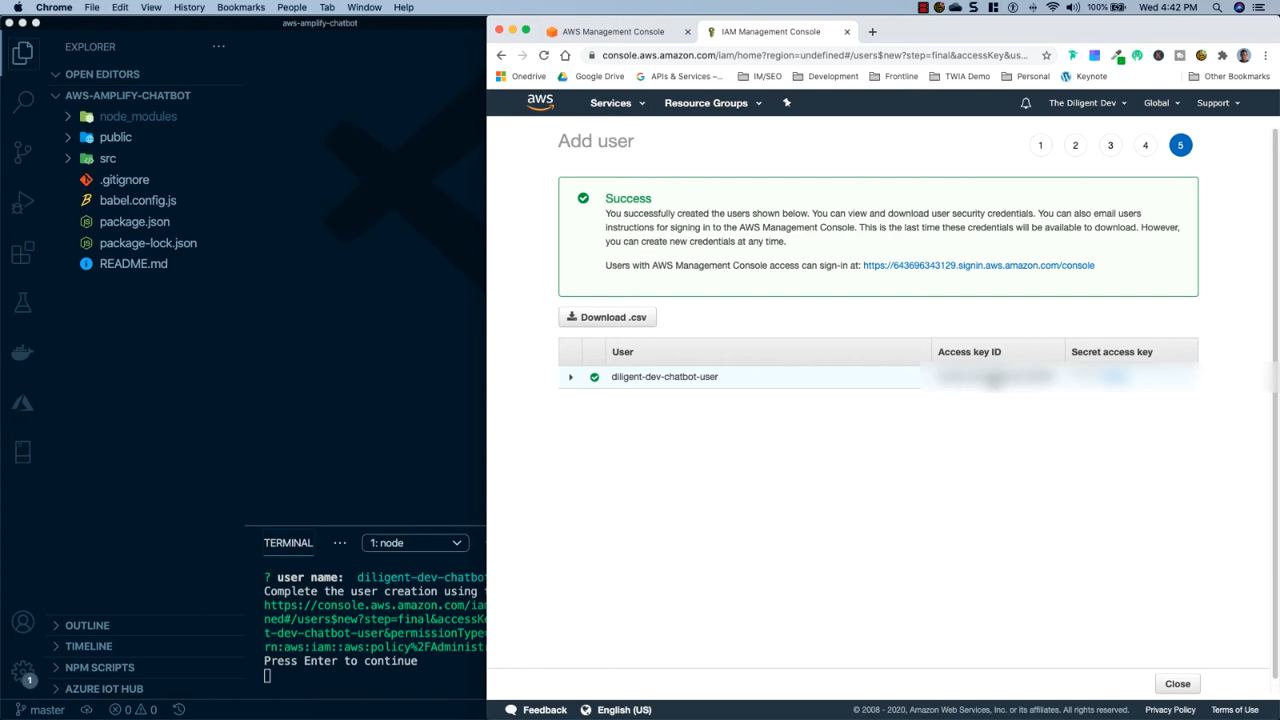 Chrome File Edit View History Bookmarks People Tab Window Help
100% Wed 4:42 PM
aws-amplify-chatbot
EXPLORER
OPEN EDITORS
AWS-AMPLIFY-CHATBOT
node_modules
public
src
.gitignore
babel.config.js
package.json
package-lock.json
README.md
OUTLINE
TIMELINE
NPM SCRIPTS
AZURE IOT HUB
1
master 0 0
TERMINAL
1: node
? user name: diligent-dev-chatbot
Complete the user creation using
https://console.aws.amazon.com/iam
ned#/users$new?step=final&accessKe
t-dev-chatbot-user&permissionType
rn:aws:iam::aws:policy%2FAdminist
Press Enter to continue
AWS Management Console
IAM Management Console
console.aws.amazon.com/iam/home?region=undefined#/users$new?step=final&accessKey&us...
Onedrive Google Drive APIs & Services –... IM/SEO Development Frontline TWIA Demo Personal Keynote Other Bookmarks
aws Services Resource Groups The Diligent Dev Global Support
Add user
1 2 3 4 5
Success
You successfully created the users shown below. You can view and download user security credentials. You can also email users
instructions for signing in to the AWS Management Console. This is the last time these credentials will be available to download. However,
you can create new credentials at any time.
Users with AWS Management Console access can sign-in at: https://643696343129.signin.aws.amazon.com/console
Download .csv
User Access key ID Secret access key
diligent-dev-chatbot-user
Close
Feedback English (US) © 2008 - 2020, Amazon Web Services, Inc. or its affiliates. All rights reserved. Privacy Policy Terms of Use